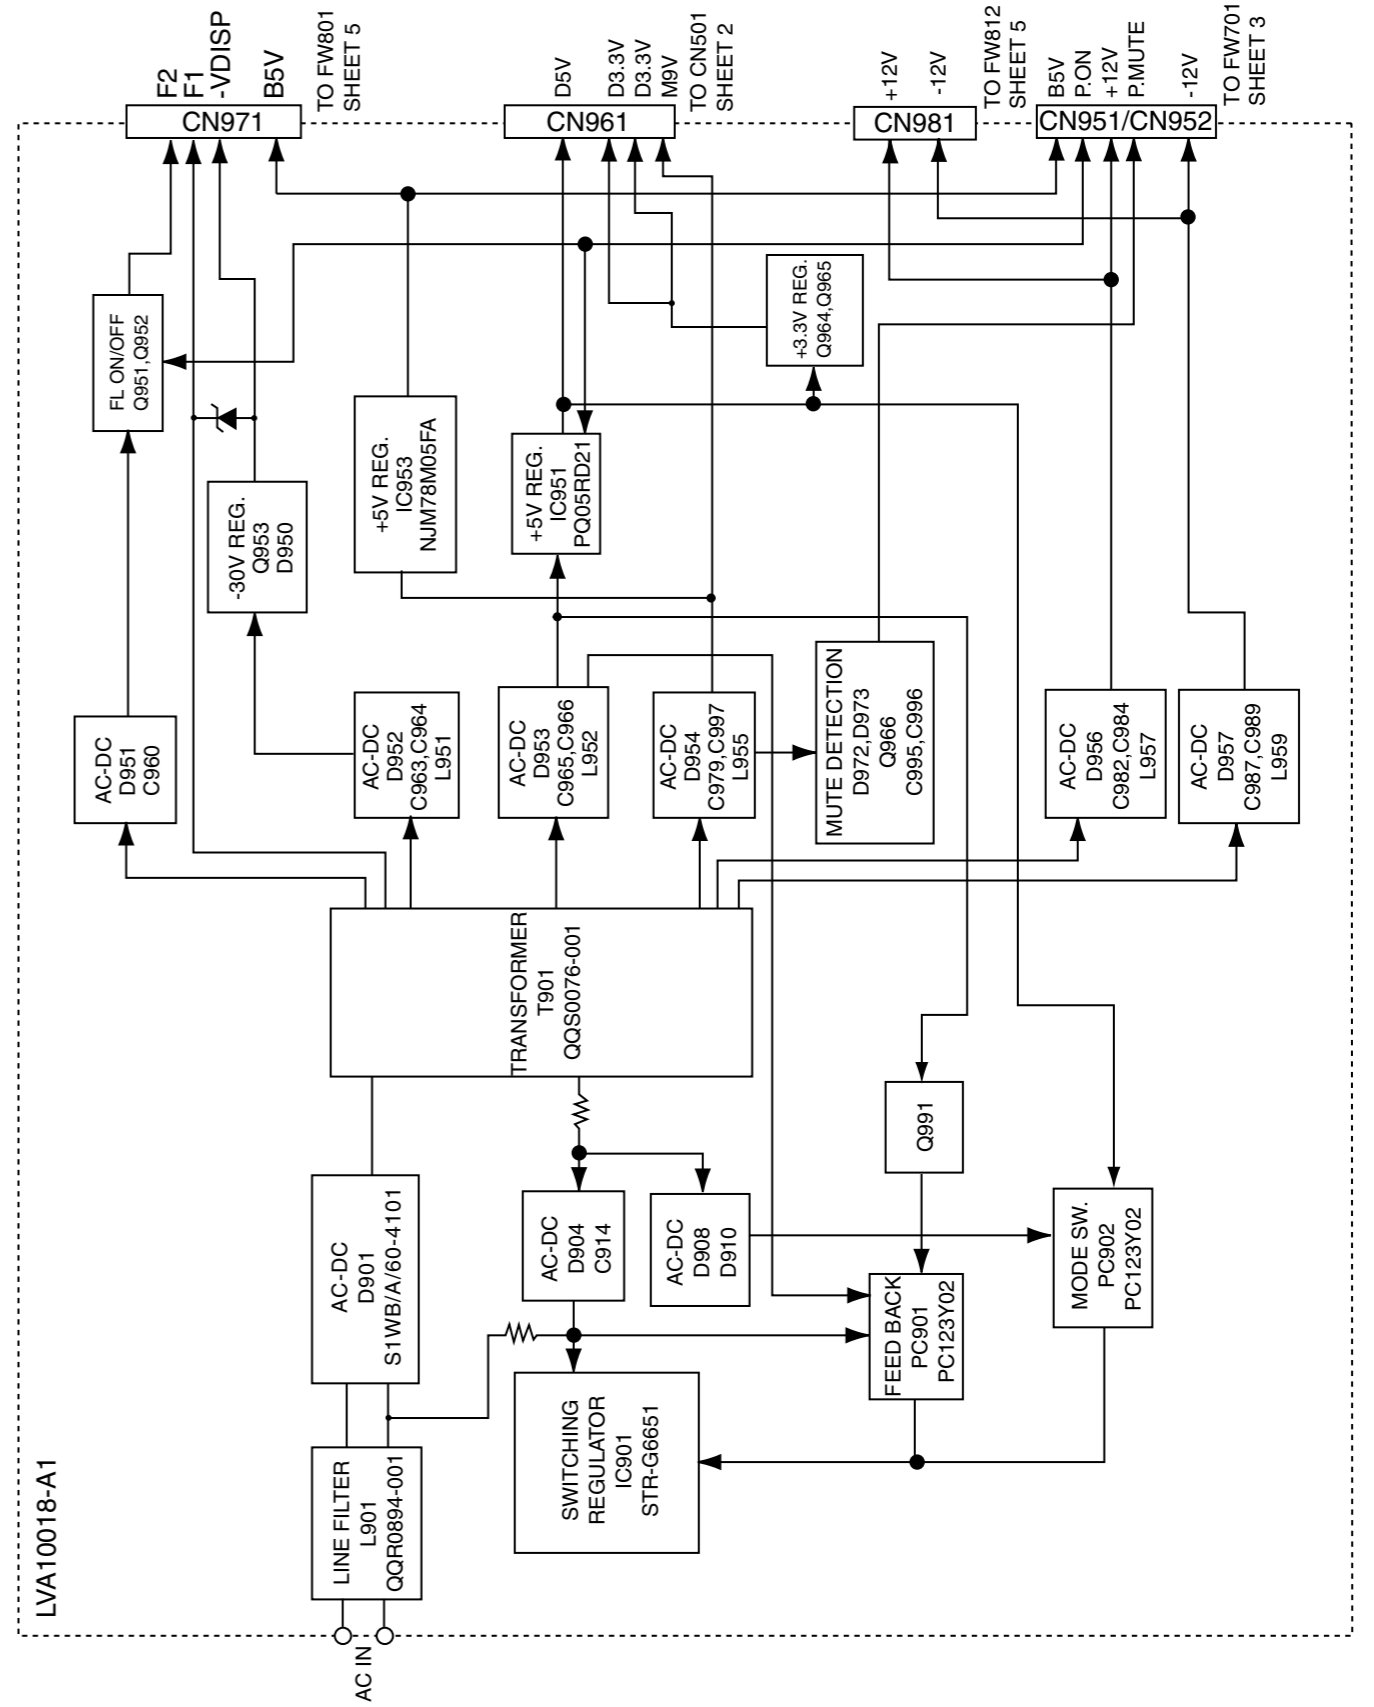 LVA10018-A1
AC IN
LINE FILTER
L901
QQR0894-001
AC-DC
D901
S1WB/A/60-4101
SWITCHING
REGULATOR
IC901
STR-G6651
AC-DC
D904
C914
AC-DC
D908
D910
FEED BACK
PC901
PC123Y02
MODE SW.
PC902
PC123Y02
Q991
TRANSFORMER
T901
QQS0076-001
AC-DC
D951
C960
AC-DC
D952
C963,C964
L951
AC-DC
D953
C965,C966
L952
AC-DC
D954
C979,C997
L955
MUTE DETECTION
D972,D973
Q966
C995,C996
AC-DC
D956
C982,C984
L957
AC-DC
D957
C987,C989
L959
FL ON/OFF
Q951,Q952
-30V REG.
Q953
D950
+5V REG.
IC953
NJM78M05FA
+5V REG.
IC951
PQ05RD21
+3.3V REG.
Q964,Q965
CN971
F2
F1
-VDISP
B5V
TO FW801
SHEET 5
CN961
D5V
D3.3V
D3.3V
M9V
TO CN501
SHEET 2
CN981
+12V
-12V
TO FW812
SHEET 5
CN951/CN952
B5V
P.ON
+12V
P.MUTE
-12V
TO FW701
SHEET 3